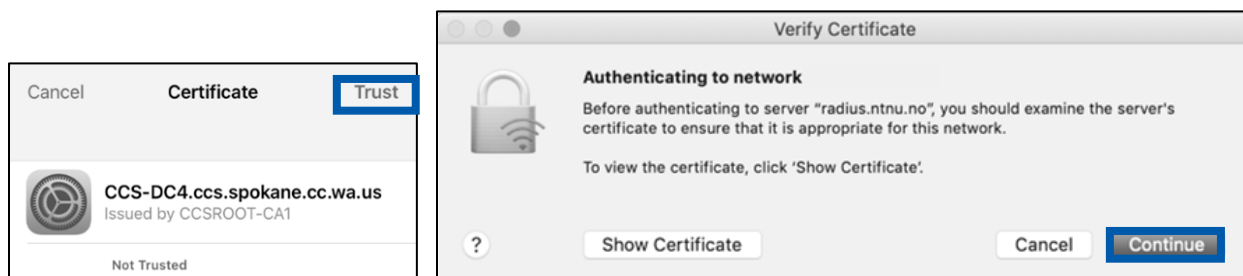 Cancel Certificate Trust
CCS-DC4.ccs.spokane.cc.wa.us
Issued by CCSROOT-CA1
Not Trusted
Verify Certificate
Authenticating to network
Before authenticating to server “radius.ntnu.no”, you should examine the server's
certificate to ensure that it is appropriate for this network.
To view the certificate, click ‘Show Certificate’.
? Show Certificate Cancel Continue